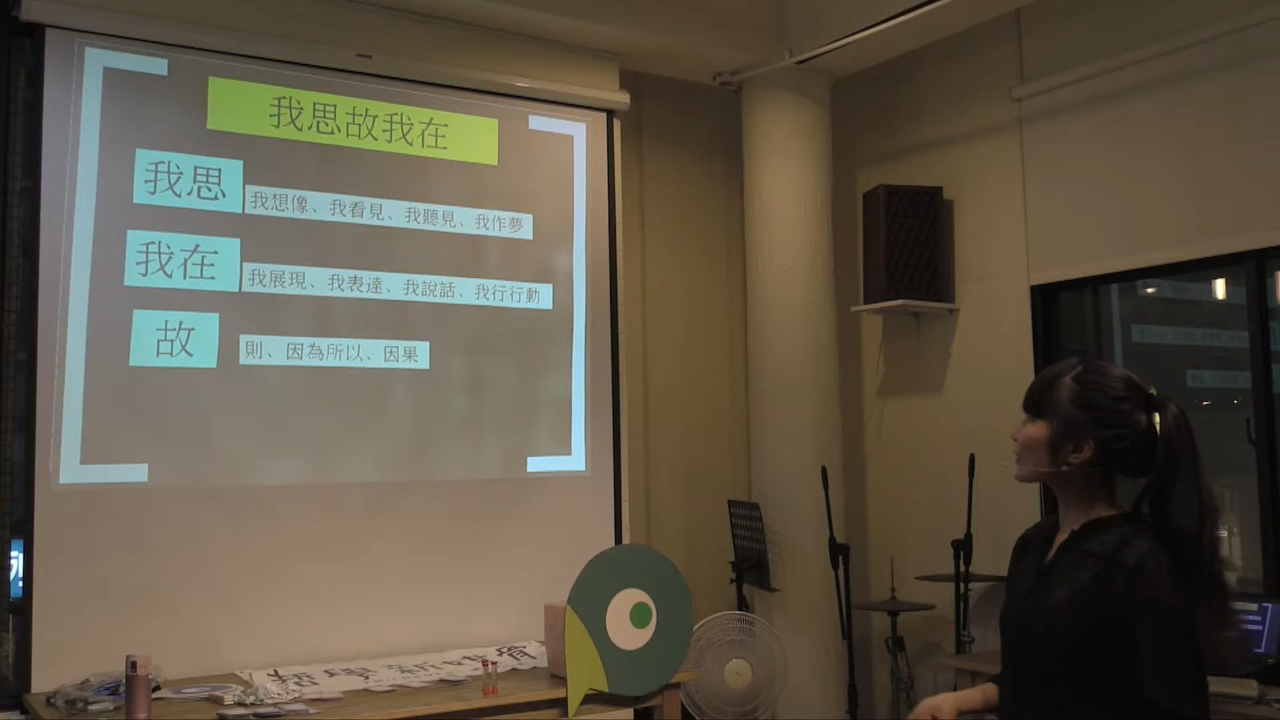 我思故我在
我思
我想像、我看見、我聽見、我作夢
我在
我展現、我表達、我說話、我行行動
故
則、因為所以、因果